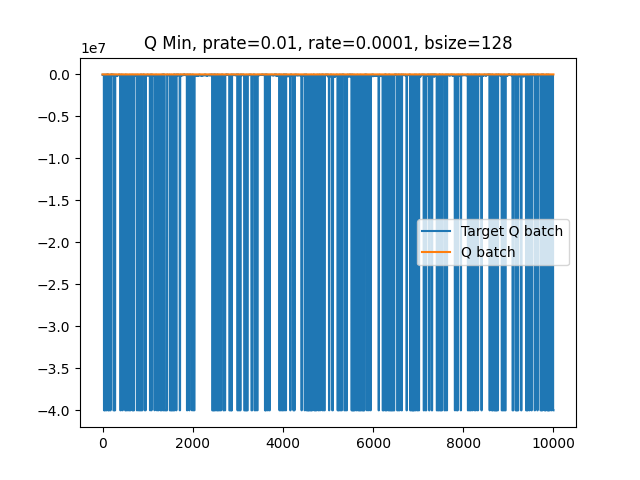 Q Min, prate=0.01, rate=0.0001, bsize=128
1e7
0.0
−0.5
−1.0
−1.5
−2.0
−2.5
−3.0
−3.5
−4.0
Target Q batch
Q batch
0 2000 4000 6000 8000 10000